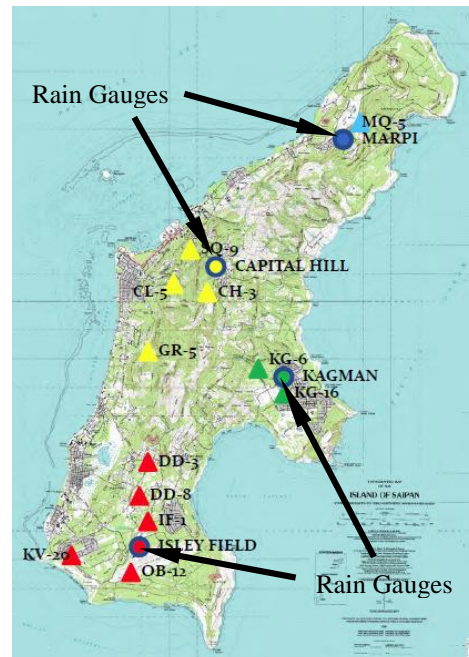 Rain Gauges
MQ-5
MARPI
SQ-9
CAPITAL HILL
CL-5
CH-3
GR-5
KG-6
KAGMAN
KG-16
DD-3
DD-8
IF-1
ISLEY FIELD
KV-20
OB-12
Rain Gauges
ISLAND OF SAIPAN